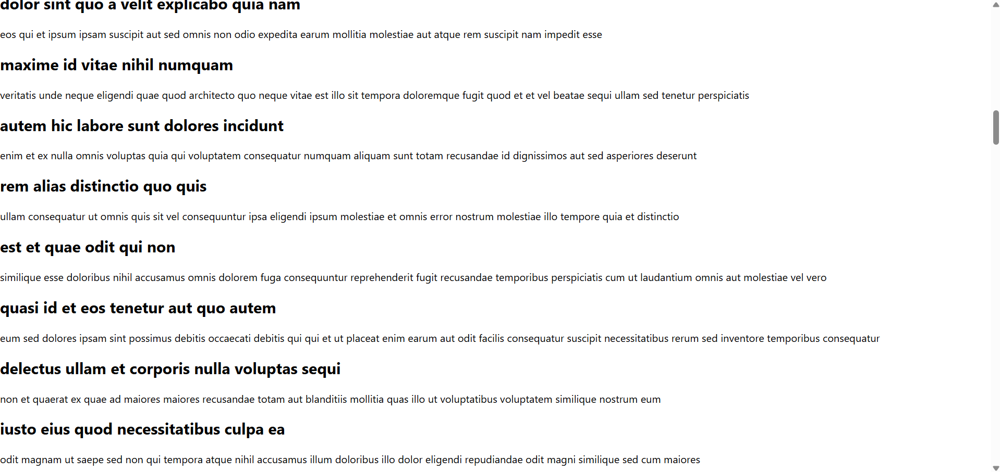 dolor sint quo a velit explicabo quia nam
eos qui et ipsum ipsam suscipit aut sed omnis non odio expedita earum mollitia molestiae aut atque rem suscipit nam impedit esse
maxime id vitae nihil numquam
veritatis unde neque eligendi quae quod architecto quo neque vitae est illo sit tempora doloremque fugit quod et et vel beatae sequi ullam sed tenetur perspiciatis
autem hic labore sunt dolores incidunt
enim et ex nulla omnis voluptas quia qui voluptatem consequatur numquam aliquam sunt totam recusandae id dignissimos aut sed asperiores deserunt
rem alias distinctio quo quis
ullam consequatur ut omnis quis sit vel consequuntur ipsa eligendi ipsum molestiae et omnis error nostrum molestiae illo tempore quia et distinctio
est et quae odit qui non
similique esse doloribus nihil accusamus omnis dolorem fuga consequuntur reprehenderit fugit recusandae temporibus perspiciatis cum ut laudantium omnis aut molestiae vel vero
quasi id et eos tenetur aut quo autem
eum sed dolores ipsam sint possimus debitis occaecati debitis qui qui et ut placeat enim earum aut odit facilis consequatur suscipit necessitatibus rerum sed inventore temporibus consequatur
delectus ullam et corporis nulla voluptas sequi
non et quaerat ex quae ad maiores maiores recusandae totam aut blanditiis mollitia quas illo ut voluptatibus voluptatem similique nostrum eum
iusto eius quod necessitatibus culpa ea
odit magnam ut saepe sed non qui tempora atque nihil accusamus illum doloribus illo dolor eligendi repudiandae odit magni similique sed cum maiores